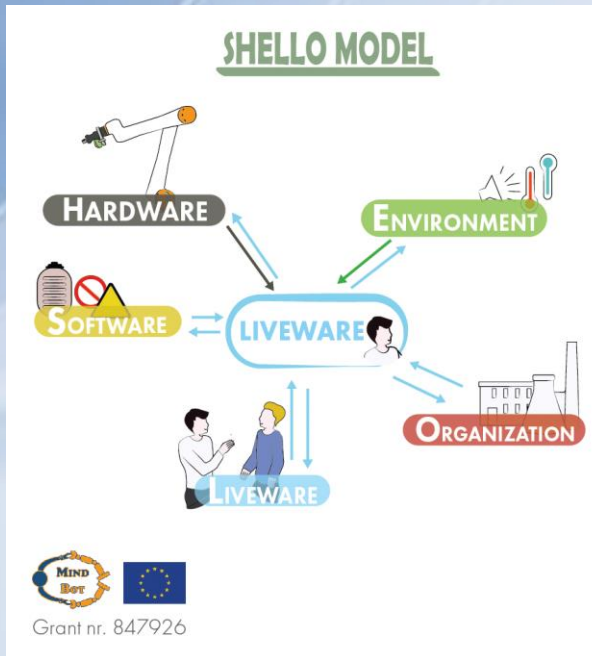 SHELLO MODEL
HARDWARE
ENVIRONMENT
SOFTWARE
LIVEWARE
ORGANIZATION
LIVEWARE
MIND
BOT
Grant nr. 847926